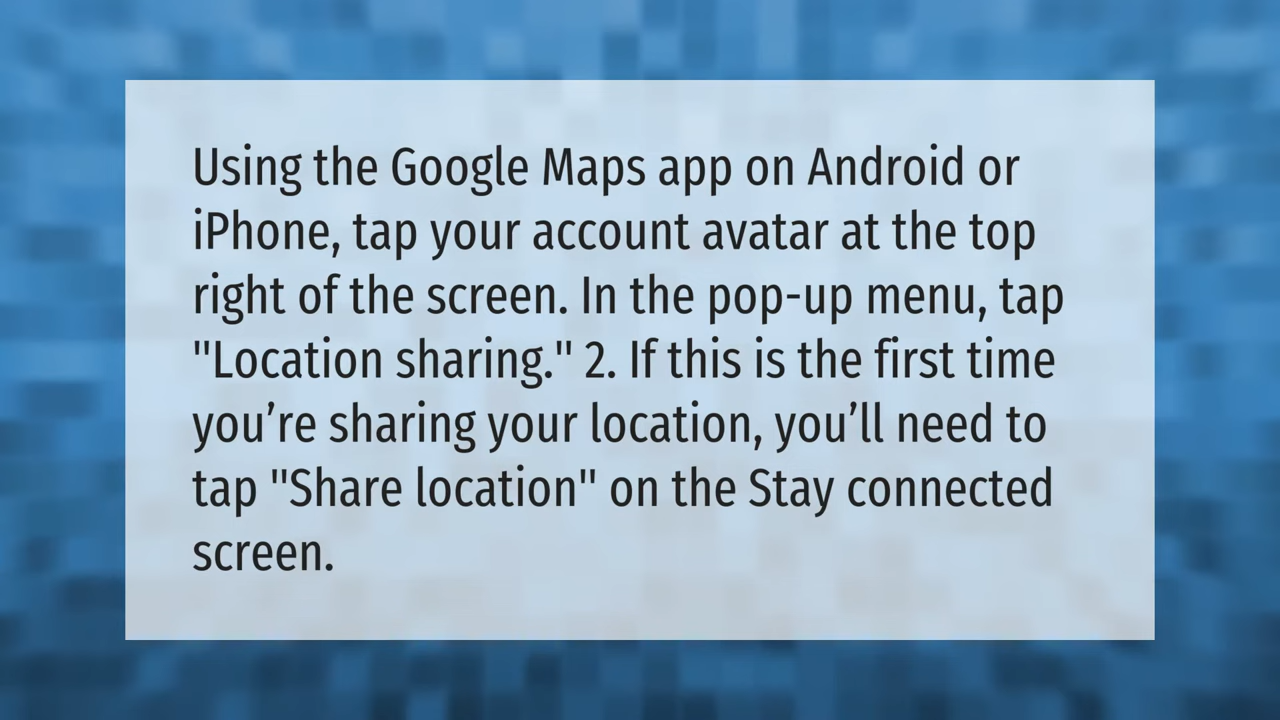 Using the Google Maps app on Android or
iPhone, tap your account avatar at the top
right of the screen. In the pop-up menu, tap
"Location sharing." 2. If this is the first time
you’re sharing your location, you’ll need to
tap "Share location" on the Stay connected
screen.